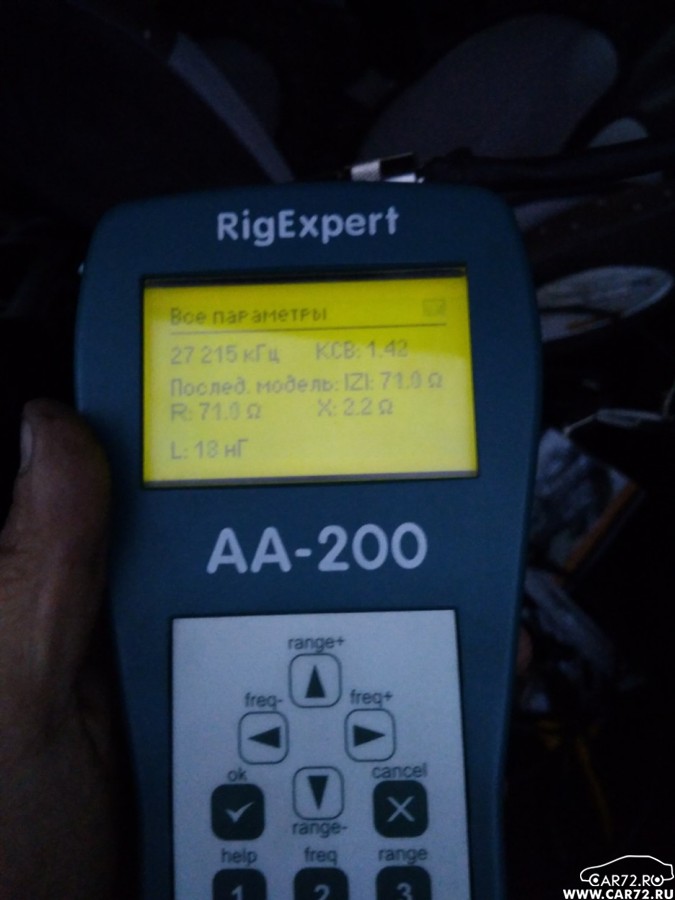 RigExpert
Все параметры
27 215 кГц КСВ: 1.42
Послед. модель: |Z|: 71.0 Ω
R: 71.0 Ω X: 2.2 Ω
L: 18 нГ
AA-200
range+
freq- freq+
ok cancel
range-
help freq range
1 2 3
CAR72.RU
WWW.CAR72.RU